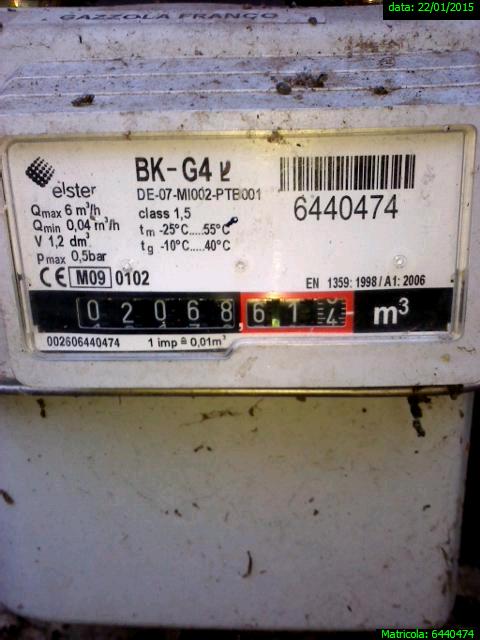 data: 22/01/2015
GAZZOLA FRANCO
elster
BK-G4
DE-07-MI002-PTB001
6440474
Qmax 6 m³/h
class 1,5
Qmin 0,04 m³/h
tm -25°C.....55°C
V 1,2 dm³
tg -10°C.....40°C
pmax 0,5bar
CE M09 0102
EN 1359: 1998/A1: 2006
02068,614 m³
002606440474
1 imp ≙ 0,01m³
Matricola: 6440474